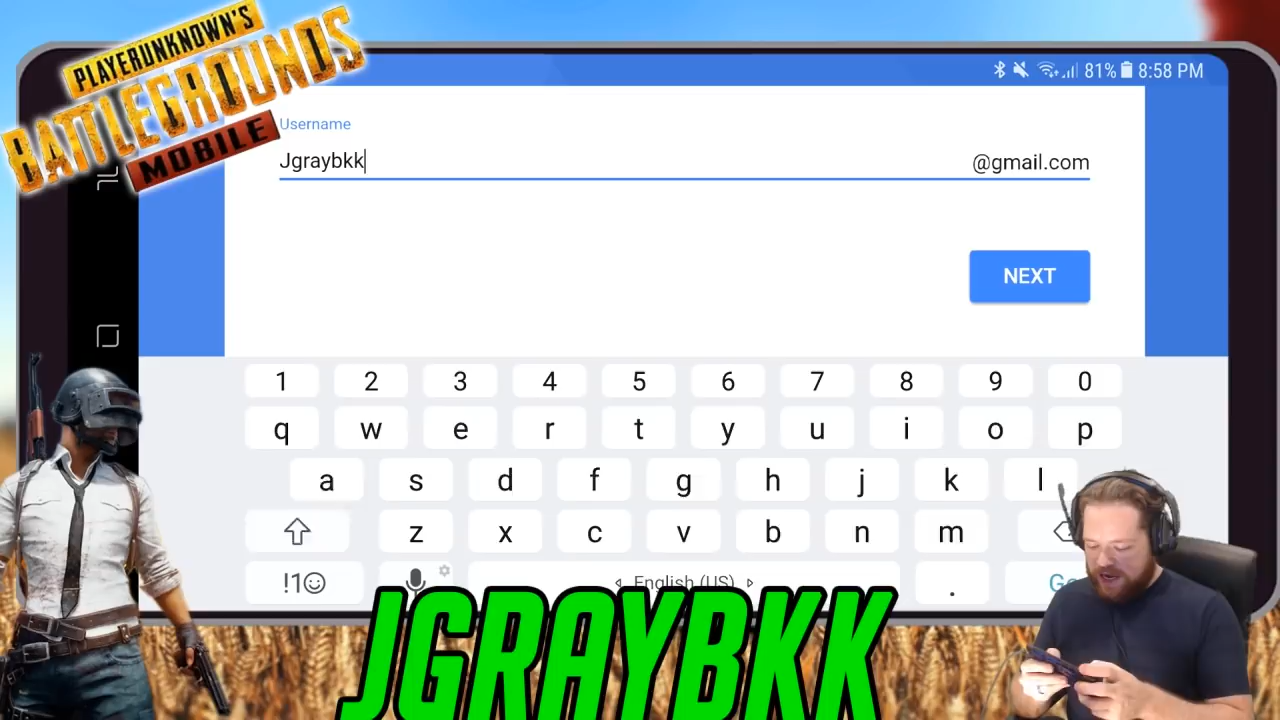 PLAYERUNKNOWN'S
BATTLEGROUNDS
MOBILE
81% 8:58 PM
Username
Jgraybkk @gmail.com
NEXT
1 2 3 4 5 6 7 8 9 0
q w e r t y u i o p
a s d f g h j k l
z x c v b n m
!1☺ English (US) . Go
JGRAYBKK